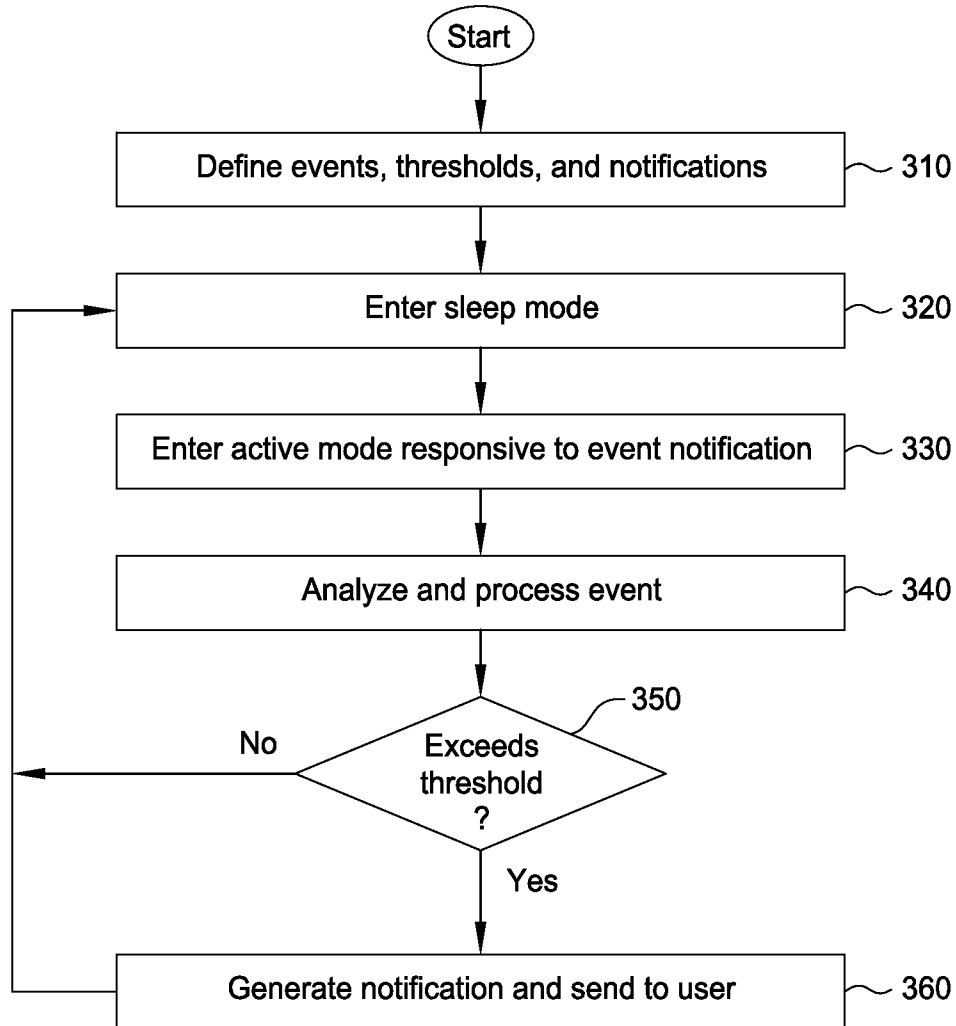 Start
Define events, thresholds, and notifications
310
Enter sleep mode
320
Enter active mode responsive to event notification
330
Analyze and process event
340
350
Exceeds
threshold
?
No
Yes
Generate notification and send to user
360